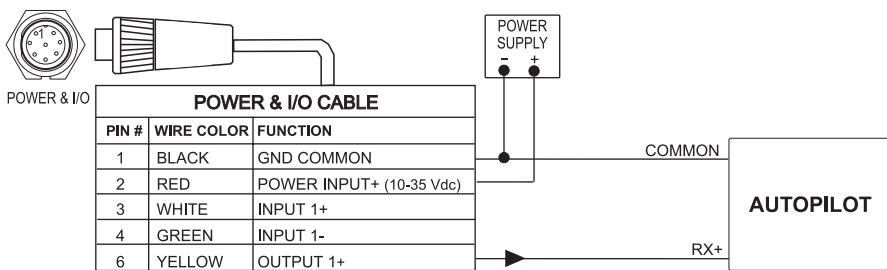 1
POWER & I/O
POWER SUPPLY
- +
POWER & I/O CABLE
PIN # WIRE COLOR FUNCTION
1 BLACK GND COMMON
2 RED POWER INPUT+ (10-35 Vdc)
3 WHITE INPUT 1+
4 GREEN INPUT 1-
6 YELLOW OUTPUT 1+
COMMON
RX+
AUTOPILOT